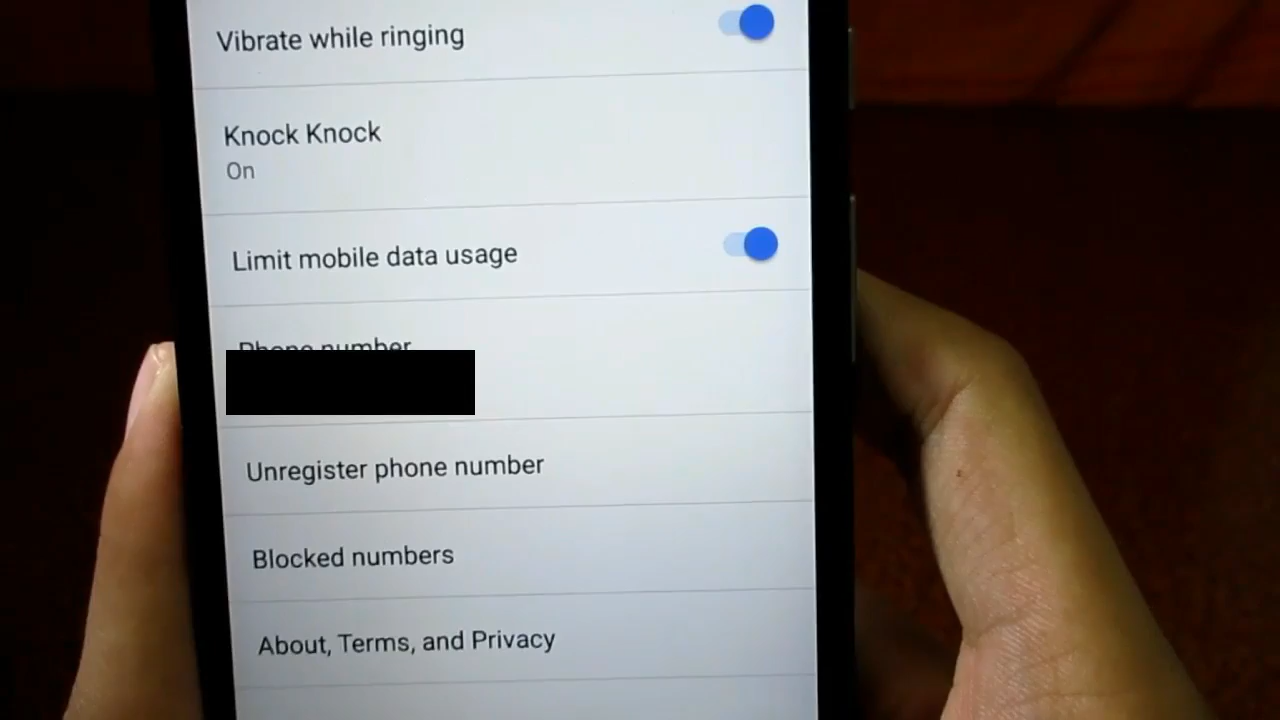 Vibrate while ringing
Knock Knock
On
Limit mobile data usage
Phone number
Unregister phone number
Blocked numbers
About, Terms, and Privacy